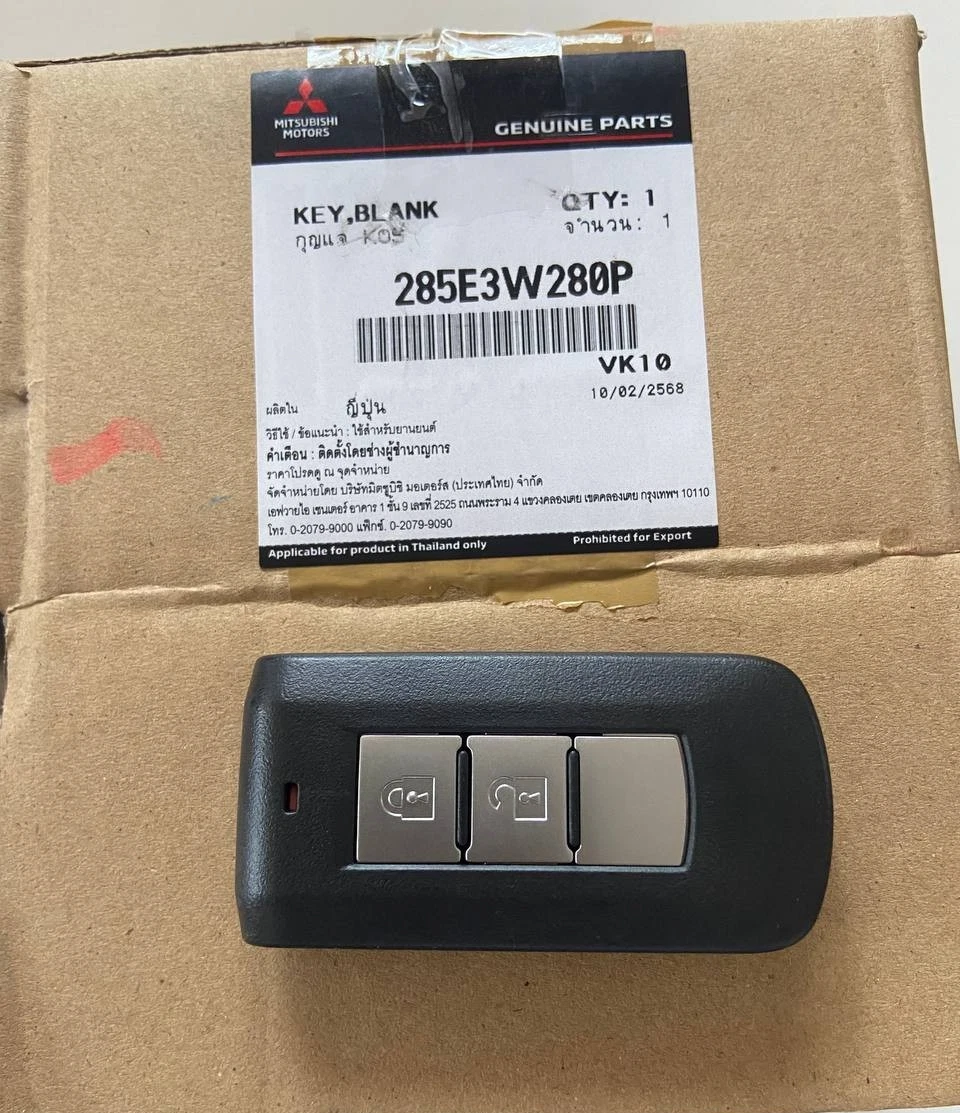 MITSUBISHI
MOTORS
GENUINE PARTS
KEY,BLANK
QTY: 1
กุญแจ KOS
จำนวน: 1
285E3W280P
VK10
10/02/2568
ผลิตใน ญี่ปุ่น
วิธีใช้ / ข้อแนะนำ : ใช้สำหรับยานยนต์
คำเตือน : ติดตั้งโดยช่างผู้ชำนาญการ
ราคาโปรดดู ณ จุดจำหน่าย
จัดจำหน่ายโดย บริษัทมิตซูบิชิ มอเตอร์ส (ประเทศไทย) จำกัด
เอฟวายไอ เซนเตอร์ อาคาร 1 ชั้น 9 เลขที่ 2525 ถนนพระราม 4 แขวงคลองเตย เขตคลองเตย กรุงเทพฯ 10110
โทร. 0-2079-9000 แฟ็กซ์. 0-2079-9090
Applicable for product in Thailand only
Prohibited for Export